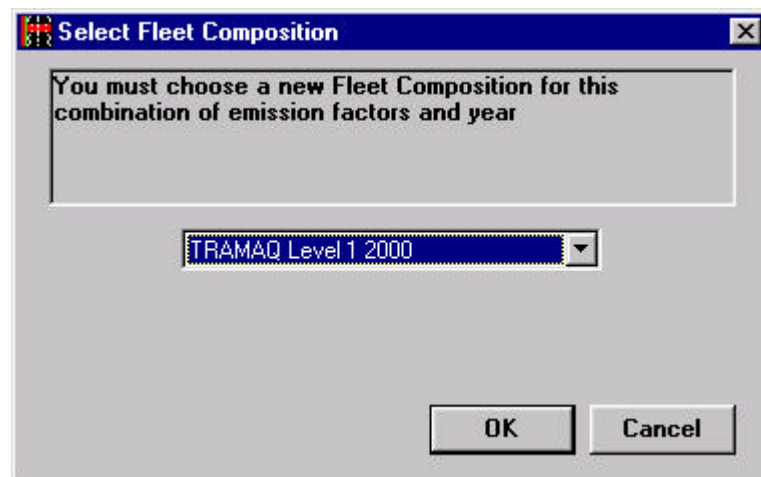 Select Fleet Composition
You must choose a new Fleet Composition for this
combination of emission factors and year
TRAMAQ Level 1 2000
OK
Cancel